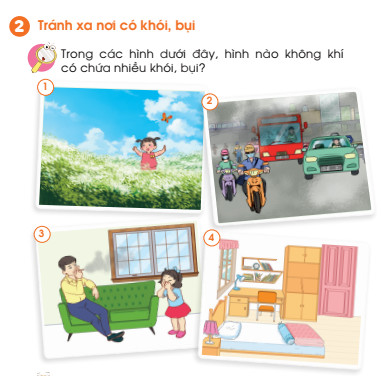 2 Tránh xa nơi có khói, bụi
Trong các hình dưới đây, hình nào không khí
có chứa nhiều khói, bụi?
1
2
3
4